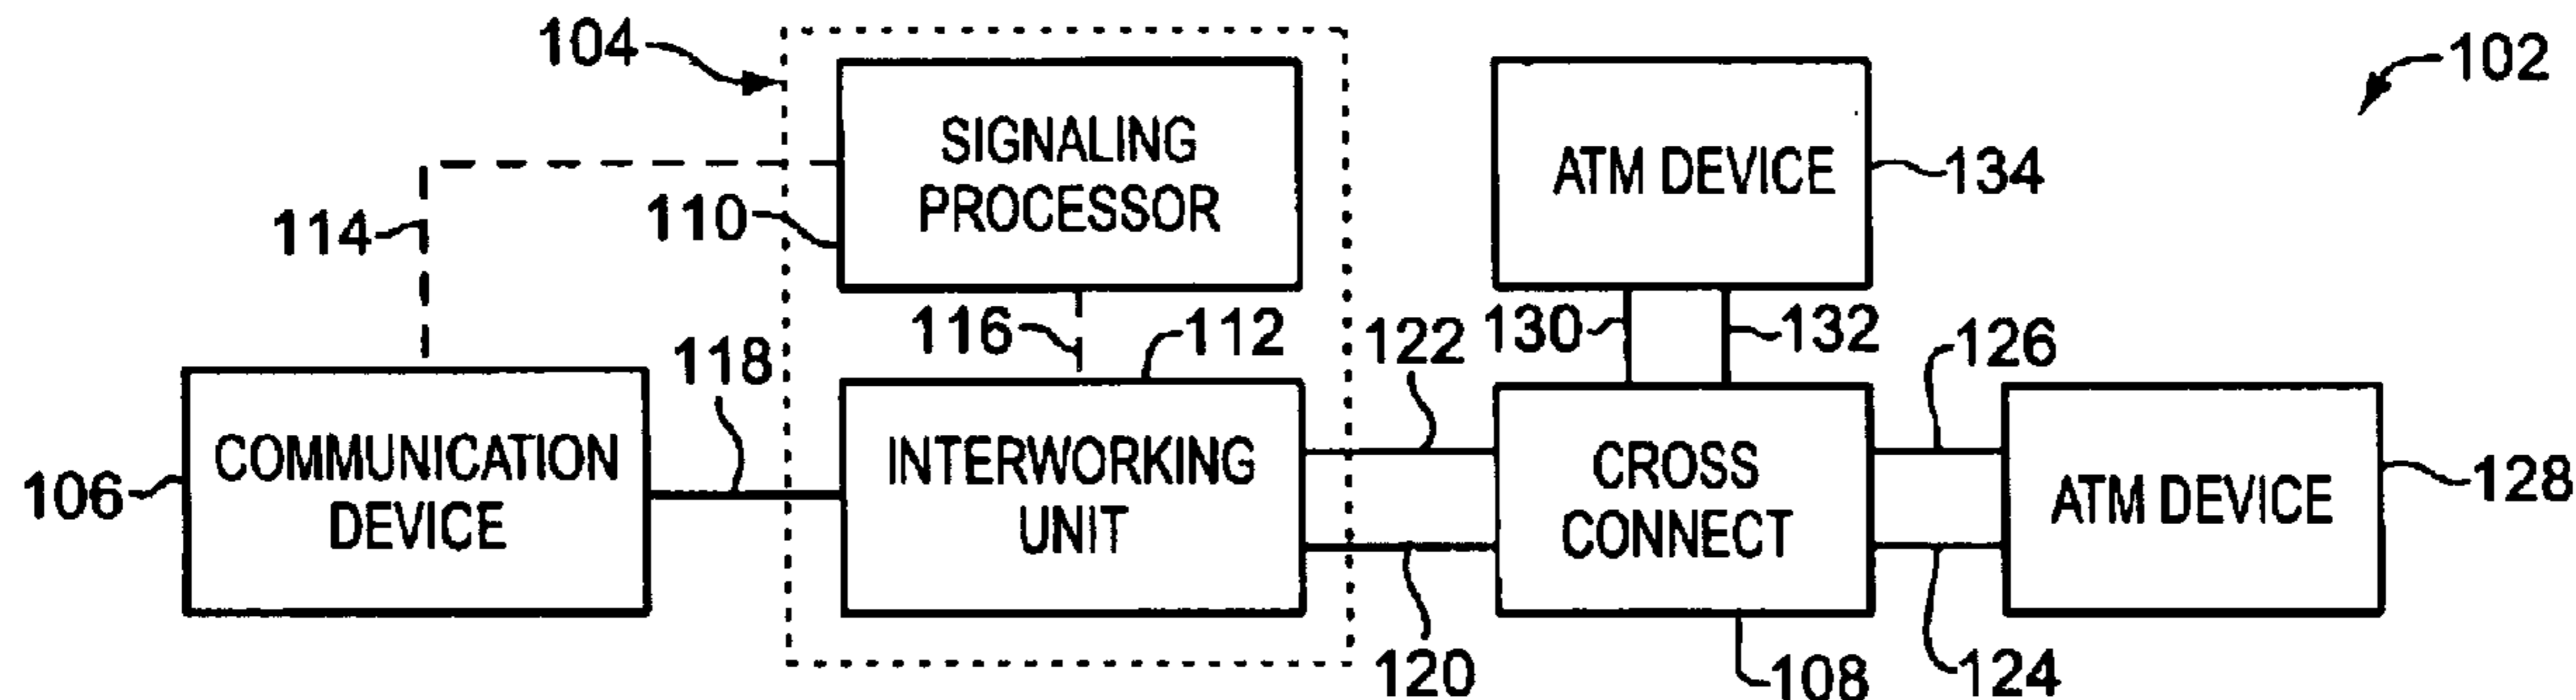 104
102
SIGNALING
PROCESSOR
ATM DEVICE
134
110
114
116
112
130
132
118
122
126
COMMUNICATION
DEVICE
106
INTERWORKING
UNIT
CROSS
CONNECT
ATM DEVICE
128
120
108
124